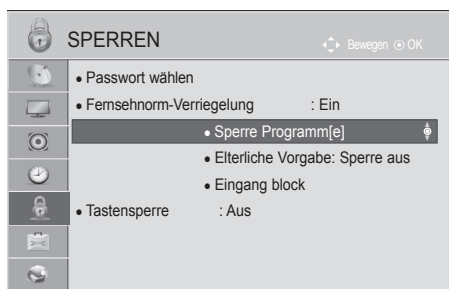 SPERREN
Bewegen ⊙ OK
• Passwort wählen
• Fernsehnorm-Verriegelung : Ein
• Sperre Programm[e]
• Elterliche Vorgabe: Sperre aus
• Eingang block
• Tastensperre : Aus